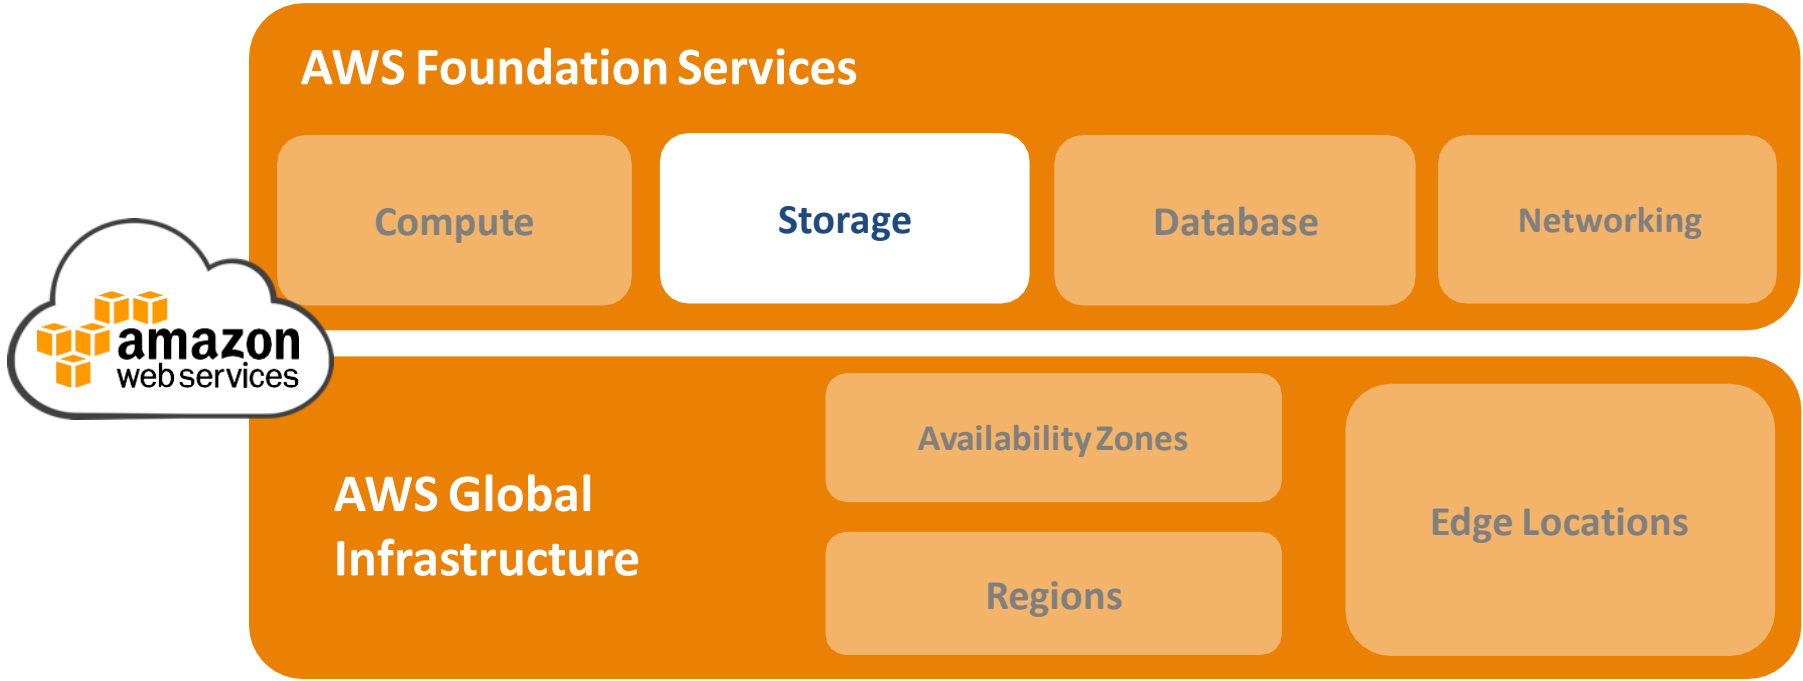 AWS Foundation Services
Compute
Storage
Database
Networking
amazon
web services
AWS Global
Infrastructure
Availability Zones
Regions
Edge Locations